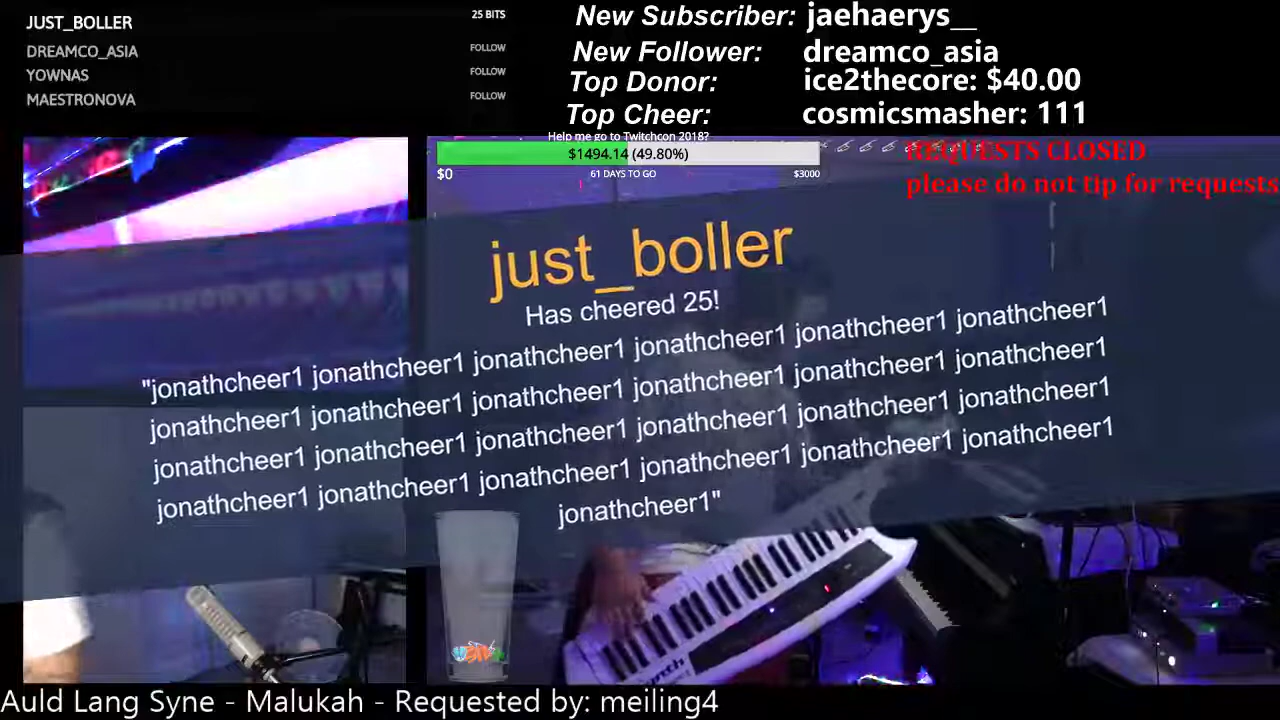 JUST_BOLLER 25 BITS
DREAMCO_ASIA FOLLOW
YOWNAS FOLLOW
MAESTRONOVA FOLLOW
New Subscriber: jaehaerys__
New Follower: dreamco_asia
Top Donor: ice2thecore: $40.00
Top Cheer: cosmicsmasher: 111
Help me go to Twitchcon 2018?
$1494.14 (49.80%)
$0 61 DAYS TO GO $3000
REQUESTS CLOSED
please do not tip for requests
just_boller
Has cheered 25!
"jonathcheer1 jonathcheer1 jonathcheer1 jonathcheer1 jonathcheer1 jonathcheer1
jonathcheer1 jonathcheer1 jonathcheer1 jonathcheer1 jonathcheer1 jonathcheer1
jonathcheer1 jonathcheer1 jonathcheer1 jonathcheer1 jonathcheer1 jonathcheer1
jonathcheer1 jonathcheer1 jonathcheer1 jonathcheer1 jonathcheer1 jonathcheer1
jonathcheer1"
Auld Lang Syne - Malukah - Requested by: meiling4